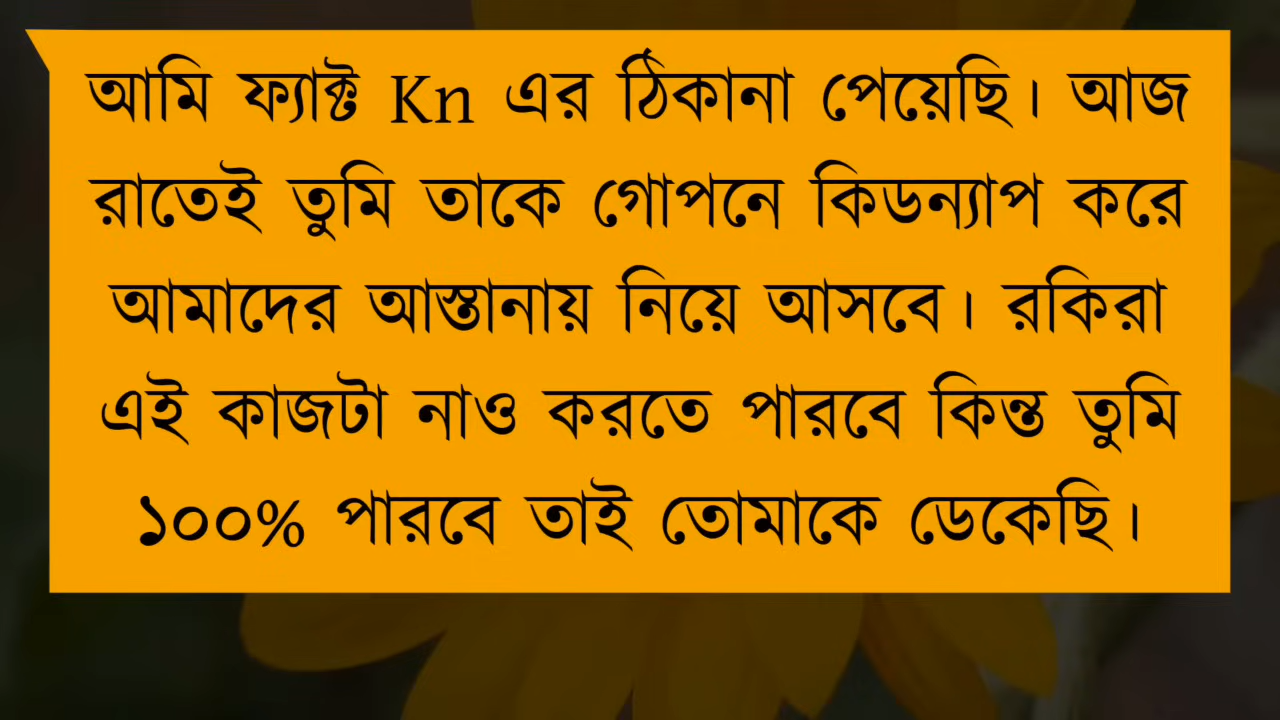 আমি ফ্যাক্ট Kn এর ঠিকানা পেয়েছি। আজ
রাতেই তুমি তাকে গোপনে কিডন্যাপ করে
আমাদের আস্তানায় নিয়ে আসবে। রকিরা
এই কাজটা নাও করতে পারবে কিন্ত তুমি
১০০% পারবে তাই তোমাকে ডেকেছি।